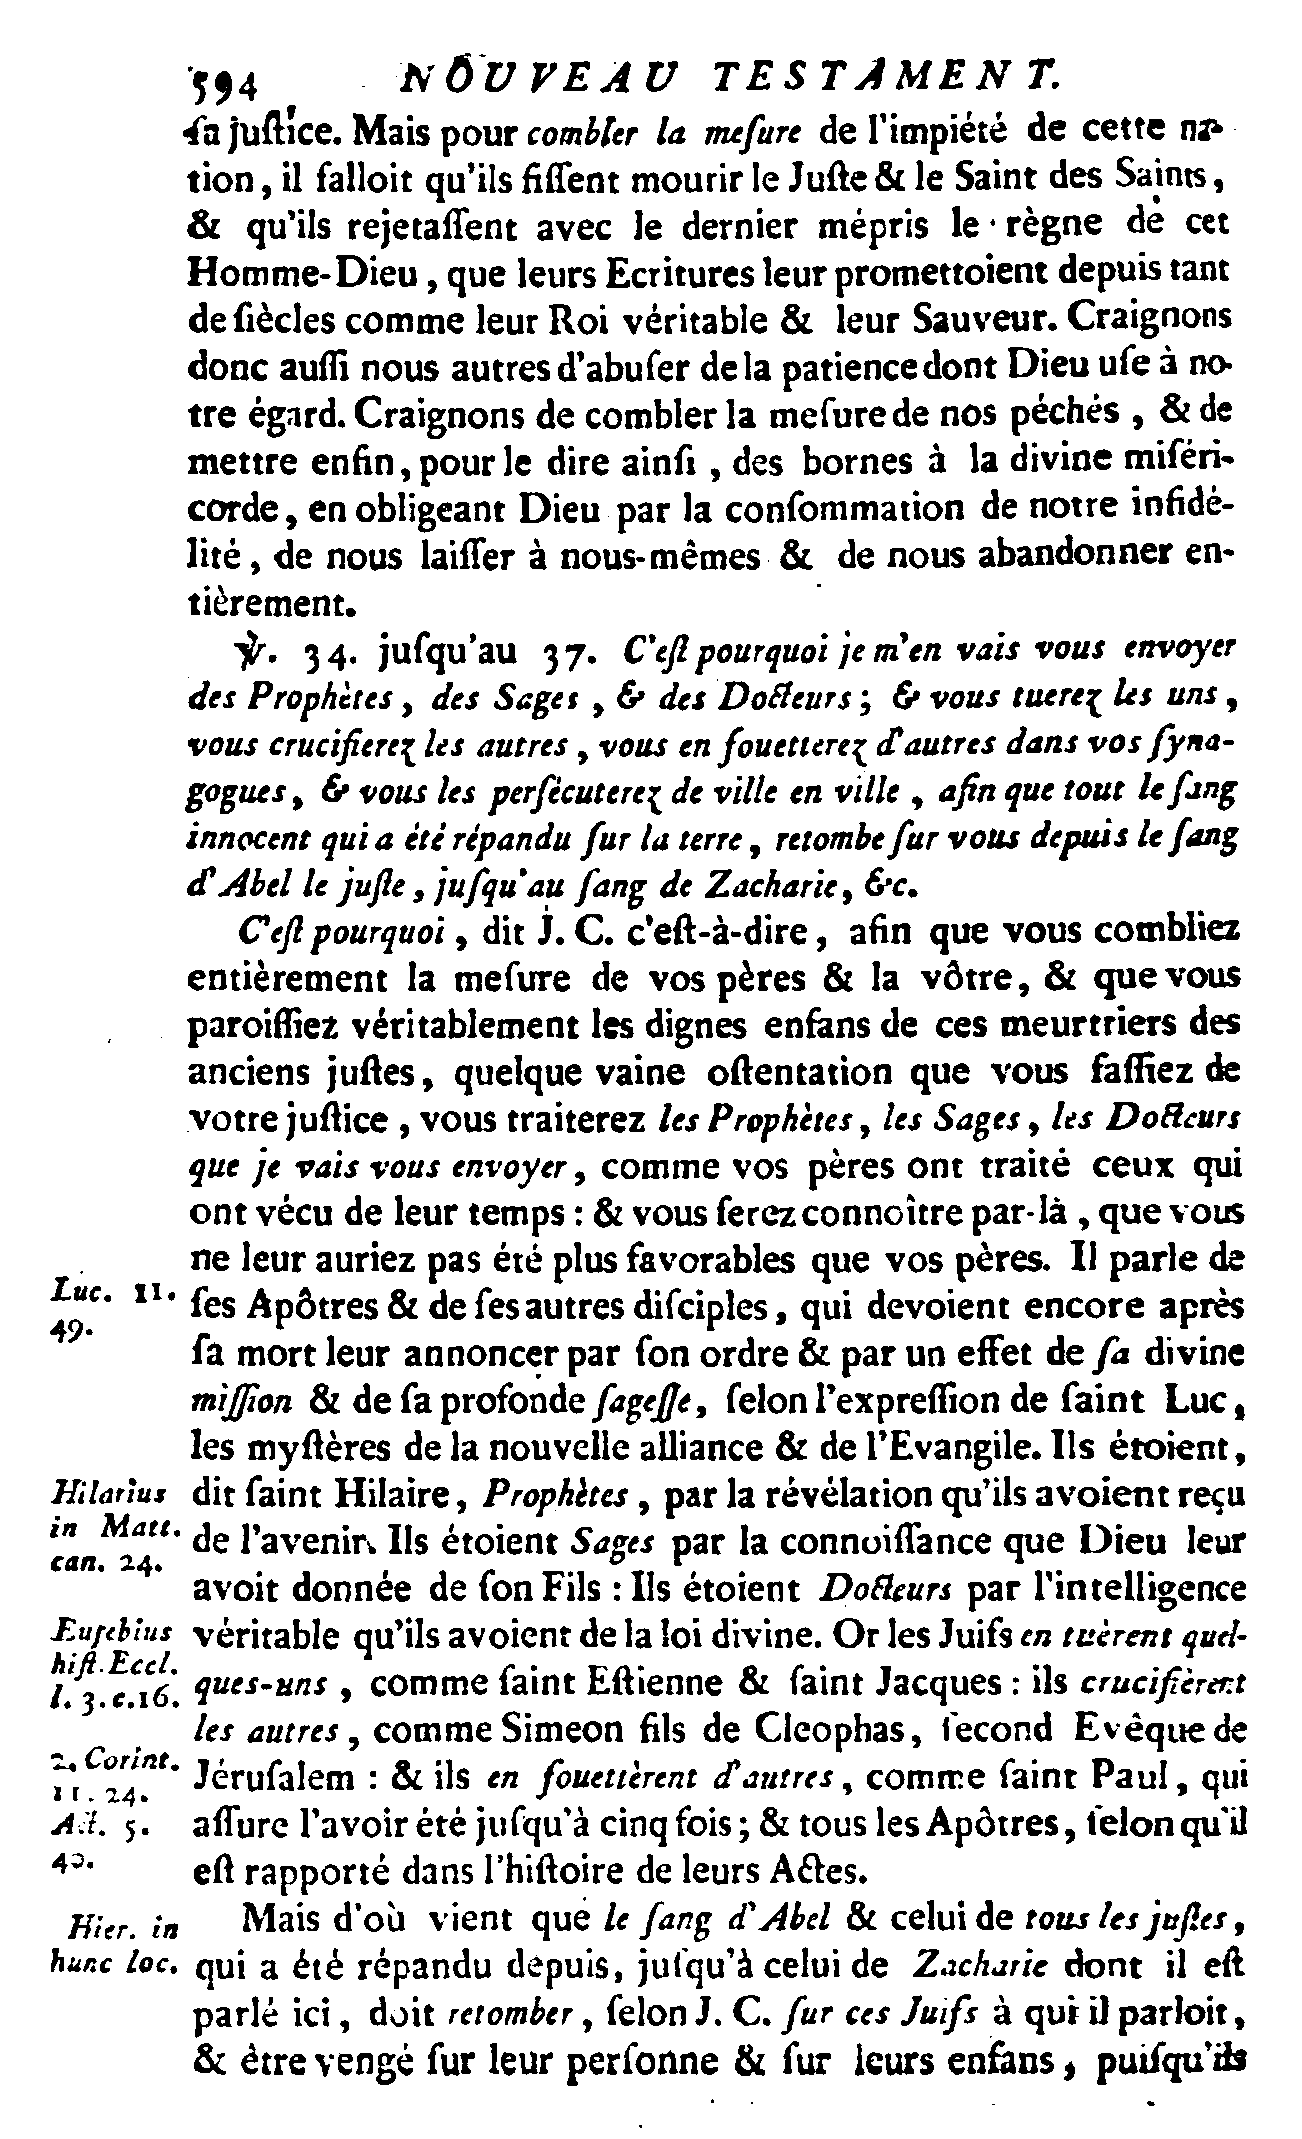 594 NOUVEAU TESTAMENT.
ſa juſtice. Mais pour combler la meſure de l'impiété de cette na-
tion, il falloit qu'ils fiſſent mourir le Juſte & le Saint des Saints,
& qu'ils rejetaſſent avec le dernier mépris le règne de cet
Homme-Dieu, que leurs Ecritures leur promettoient depuis tant
de ſiècles comme leur Roi véritable & leur Sauveur. Craignons
donc auſſi nous autres d'abuſer de la patience dont Dieu uſe à no-
tre égard. Craignons de combler la meſure de nos péchés, & de
mettre enfin, pour le dire ainſi, des bornes à la divine miſéri-
corde, en obligeant Dieu par la conſommation de notre infidé-
lité, de nous laiſſer à nous-mêmes & de nous abandonner en-
tièrement.
℣. 34. juſqu'au 37. C'eſt pourquoi je m'en vais vous envoyer
des Prophètes, des Sages, & des Docteurs; & vous tuerez les uns,
vous crucifierez les autres, vous en fouetterez d'autres dans vos ſyna-
gogues, & vous les perſécuterez de ville en ville, afin que tout le ſang
innocent qui a été répandu ſur la terre, retombe ſur vous depuis le ſang
d'Abel le juſte, juſqu'au ſang de Zacharie, &c.
C'eſt pourquoi, dit J. C. c'eſt-à-dire, afin que vous combliez
entièrement la meſure de vos pères & la vôtre, & que vous
paroiſſiez véritablement les dignes enfans de ces meurtriers des
anciens juſtes, quelque vaine oſtentation que vous faſſiez de
votre juſtice, vous traiterez les Prophètes, les Sages, les Docteurs
que je vais vous envoyer, comme vos pères ont traité ceux qui
ont vécu de leur temps : & vous ferez connoître par-là, que vous
ne leur auriez pas été plus favorables que vos pères. Il parle de
Luc. 11.
49.
ſes Apôtres & de ſes autres diſciples, qui devoient encore après
ſa mort leur annoncer par ſon ordre & par un effet de ſa divine
miſſion & de ſa profonde ſageſſe, ſelon l'expreſſion de ſaint Luc,
les myſtères de la nouvelle alliance & de l'Evangile. Ils étoient,
Hilarius
in Matt.
can. 24.
dit ſaint Hilaire, Prophètes, par la révélation qu'ils avoient reçu
de l'avenir. Ils étoient Sages par la connoiſſance que Dieu leur
avoit donnée de ſon Fils : Ils étoient Docteurs par l'intelligence
Euſebius
hiſt. Eccl.
l. 3. c. 16.
véritable qu'ils avoient de la loi divine. Or les Juifs en tuèrent quel-
ques-uns, comme ſaint Eſtienne & ſaint Jacques : ils crucifièrent
les autres, comme Simeon fils de Cleophas, ſecond Evêque de
2. Corint.
11. 24.
Act. 5.
40.
Jéruſalem : & ils en fouettèrent d'autres, comme ſaint Paul, qui
aſſure l'avoir été juſqu'à cinq fois; & tous les Apôtres, ſelon qu'il
eſt rapporté dans l'hiſtoire de leurs Actes.
Hier. in
hunc loc.
Mais d'où vient que le ſang d'Abel & celui de tous les juſtes,
qui a été répandu depuis, juſqu'à celui de Zacharie dont il eſt
parlé ici, doit retomber, ſelon J. C. ſur ces Juifs à qui il parloit,
& être vengé ſur leur perſonne & ſur leurs enfans, puiſqu'ils